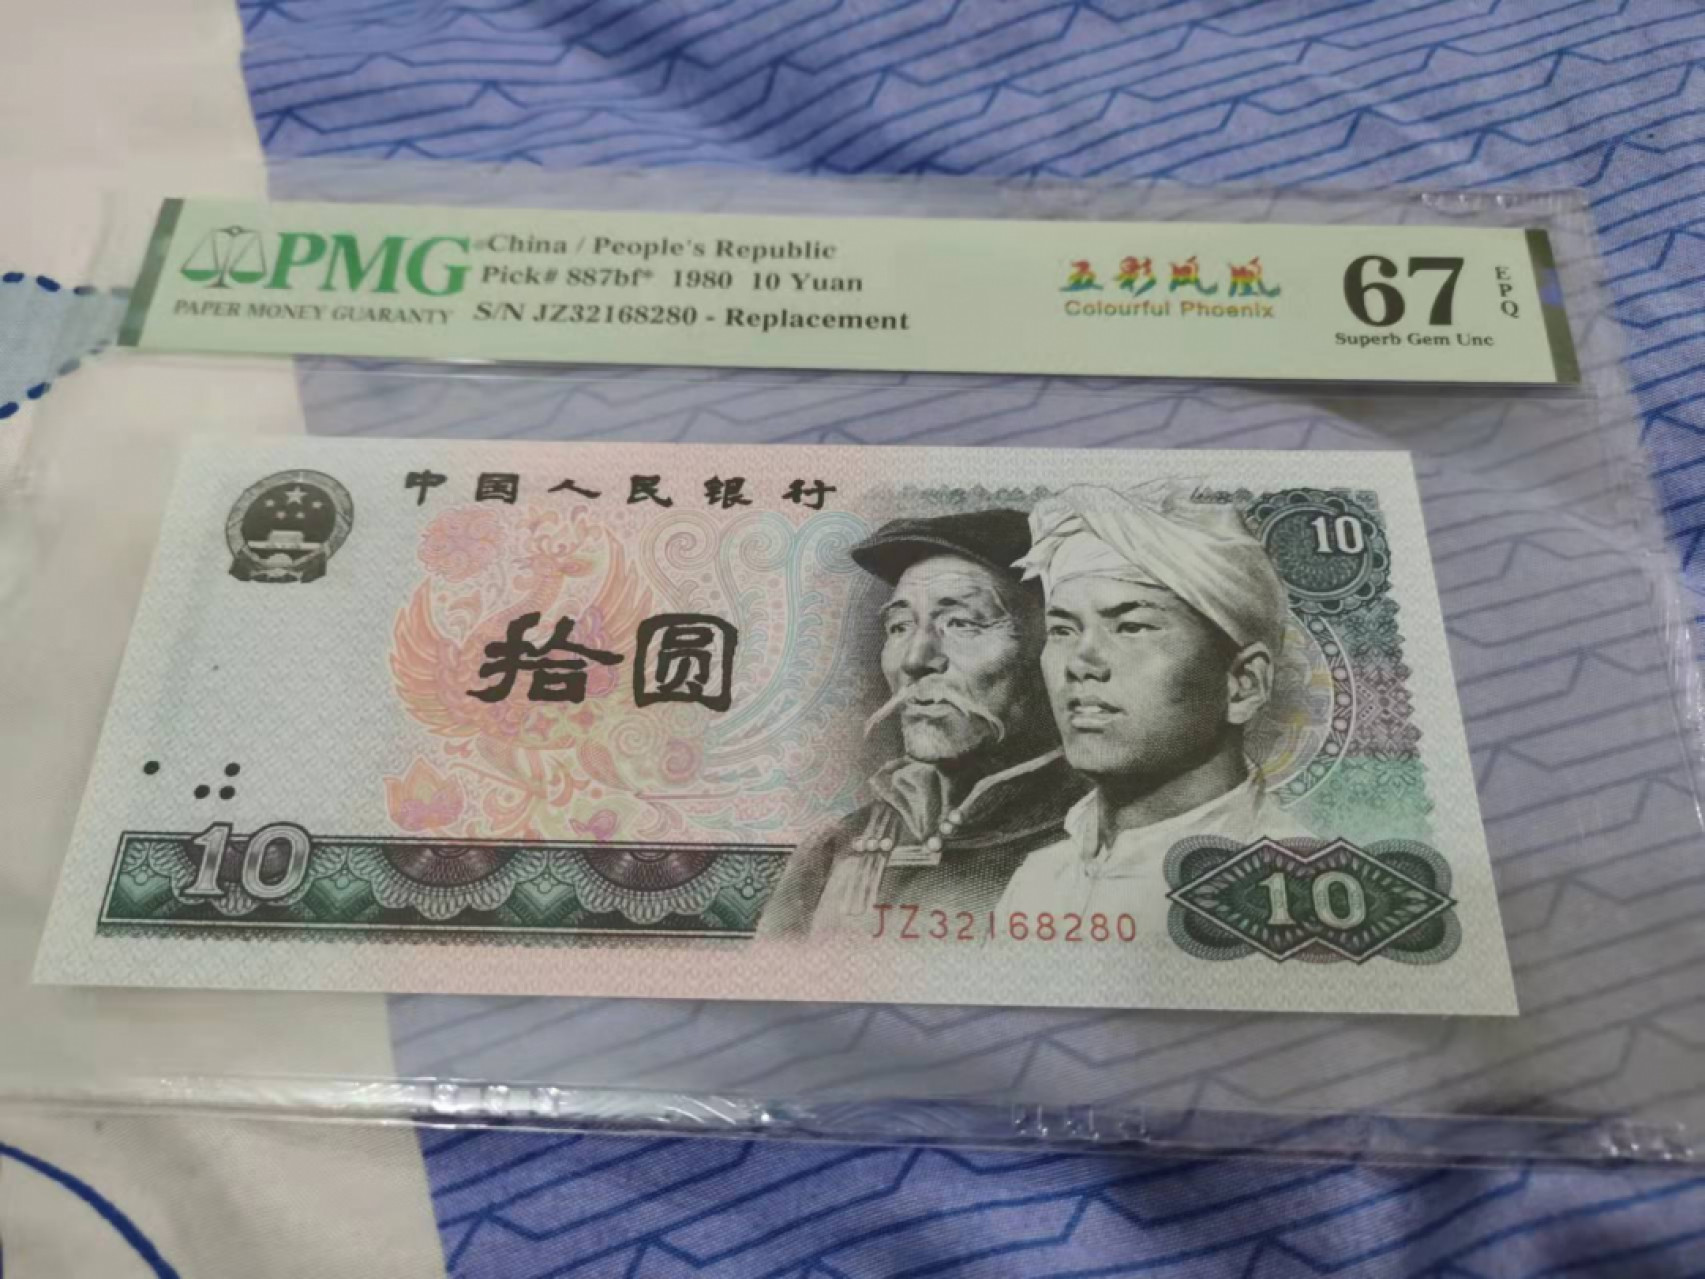 PMG
PAPER MONEY GUARANTY
China / People's Republic
Pick# 887bf* 1980 10 Yuan
S/N JZ32168280 - Replacement
五彩凤凰
Colourful Phoenix
67
EPQ
Superb Gem Unc
中国人民银行
10
拾圆
10
JZ32168280
10